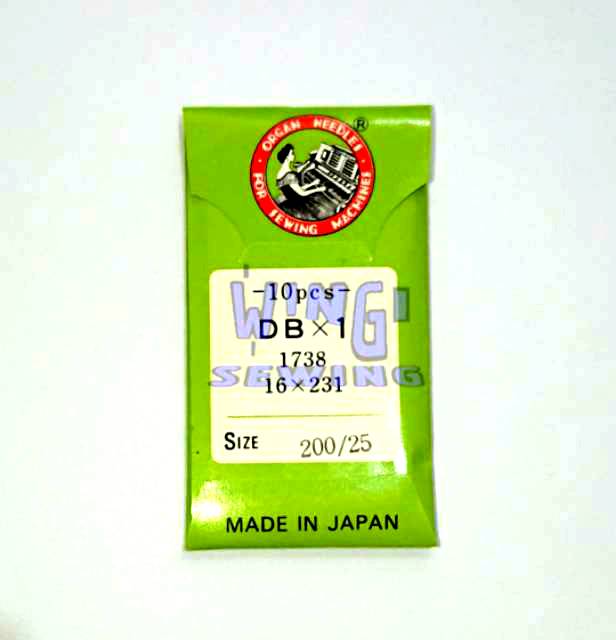 ORGAN NEEDLES ®
FOR SEWING MACHINES
-10pcs-
WING
DB×1
1738
SEWING
16×231
SIZE 200/25
MADE IN JAPAN